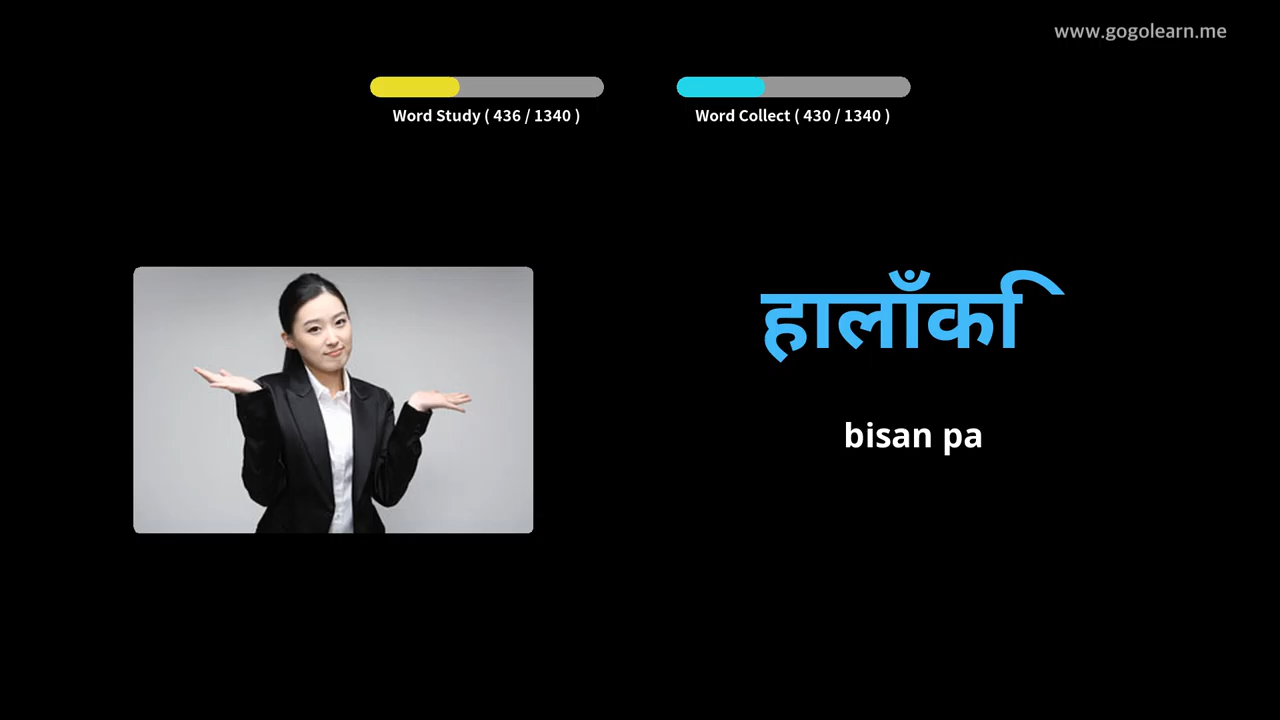 www.gogolearn.me
Word Study ( 436 / 1340 )
Word Collect ( 430 / 1340 )
हालाँकि
bisan pa